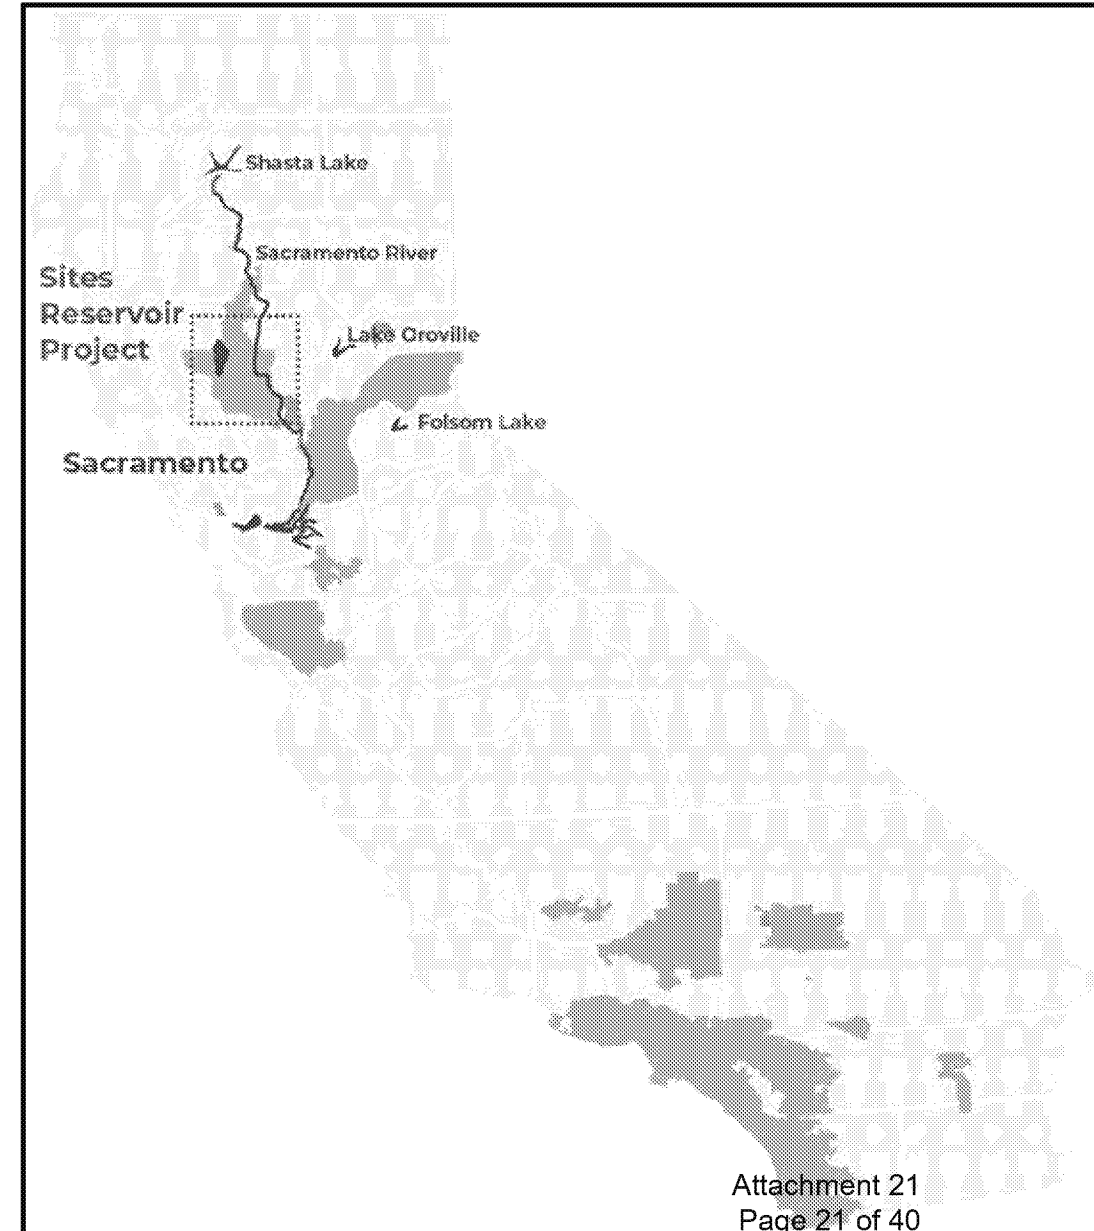 Shasta Lake
Sacramento River
Sites
Reservoir
Project
Lake Oroville
Folsom Lake
Sacramento
Attachment 21
Page 21 of 40